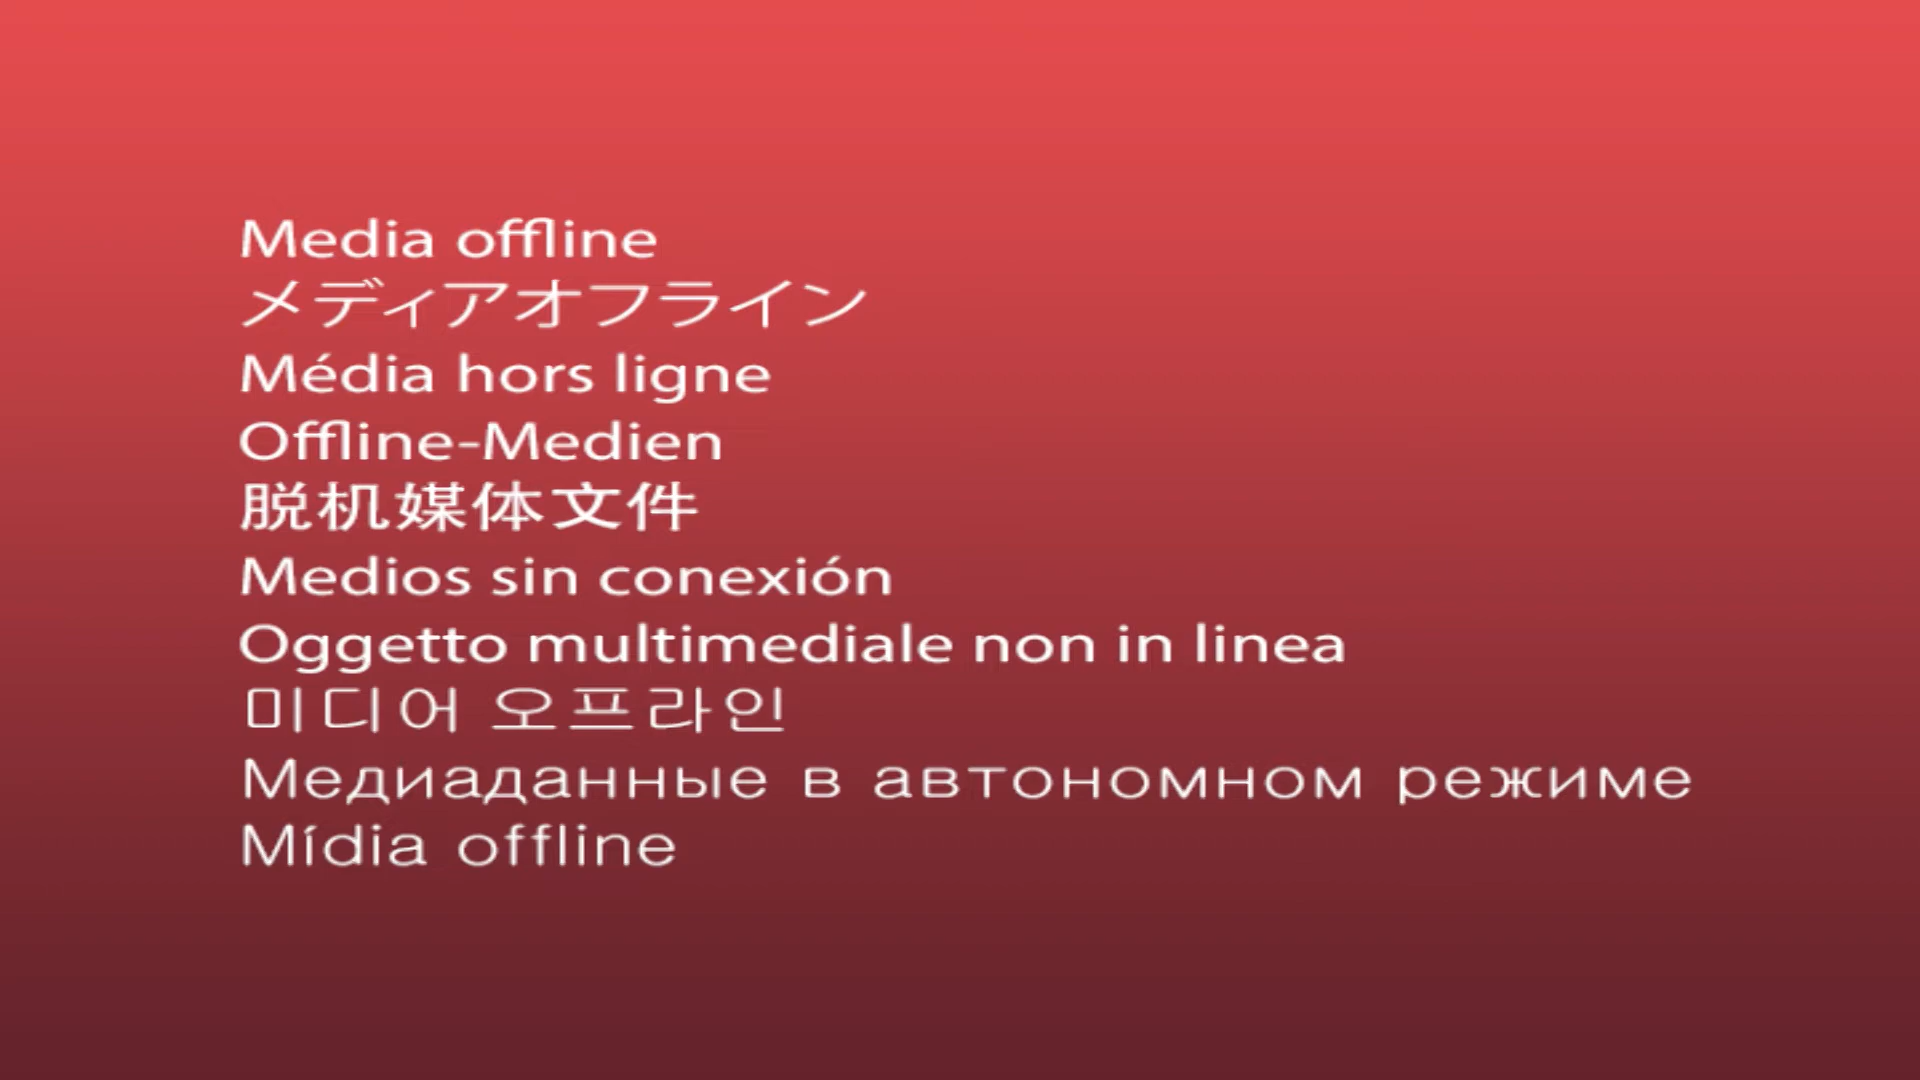 Media offline
メディアオフライン
Média hors ligne
Offline-Medien
脱机媒体文件
Medios sin conexión
Oggetto multimediale non in linea
미디어 오프라인
Медиаданные в автономном режиме
Mídia offline